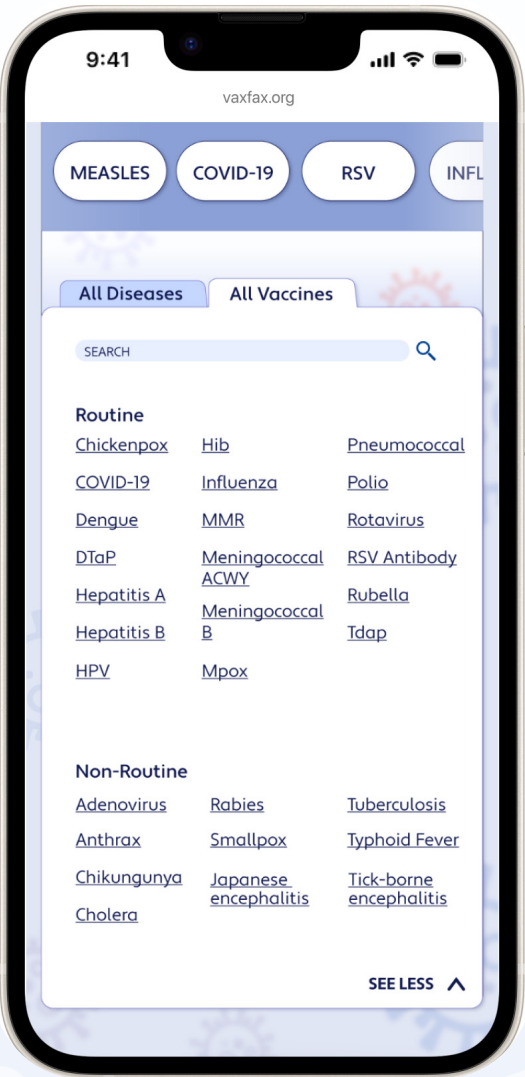 9:41
vaxfax.org
MEASLES
COVID-19
RSV
INFL
All Diseases
All Vaccines
SEARCH
Routine
Chickenpox
COVID-19
Dengue
DTaP
Hepatitis A
Hepatitis B
HPV
Hib
Influenza
MMR
Meningococcal
ACWY
Meningococcal
B
Mpox
Pneumococcal
Polio
Rotavirus
RSV Antibody
Rubella
Tdap
Non-Routine
Adenovirus
Anthrax
Chikungunya
Cholera
Rabies
Smallpox
Japanese
encephalitis
Tuberculosis
Typhoid Fever
Tick-borne
encephalitis
SEE LESS